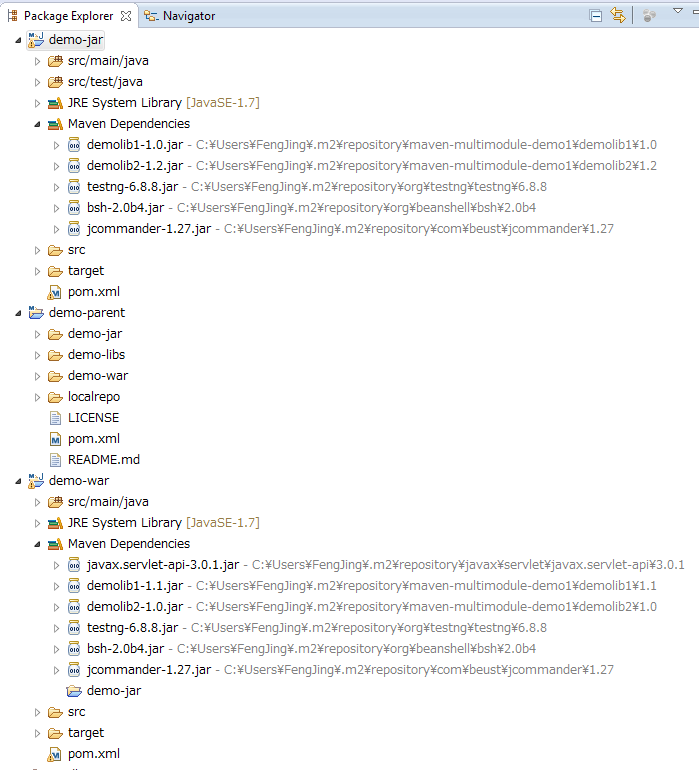 Package Explorer
Navigator
demo-jar
src/main/java
src/test/java
JRE System Library [JavaSE-1.7]
Maven Dependencies
demolib1-1.0.jar - C:¥Users¥FengJing¥.m2¥repository¥maven-multimodule-demo1¥demolib1¥1.0
demolib2-1.2.jar - C:¥Users¥FengJing¥.m2¥repository¥maven-multimodule-demo1¥demolib2¥1.2
testng-6.8.8.jar - C:¥Users¥FengJing¥.m2¥repository¥org¥testng¥testng¥6.8.8
bsh-2.0b4.jar - C:¥Users¥FengJing¥.m2¥repository¥org¥beanshell¥bsh¥2.0b4
jcommander-1.27.jar - C:¥Users¥FengJing¥.m2¥repository¥com¥beust¥jcommander¥1.27
src
target
pom.xml
demo-parent
demo-jar
demo-libs
demo-war
localrepo
LICENSE
pom.xml
README.md
demo-war
src/main/java
JRE System Library [JavaSE-1.7]
Maven Dependencies
javax.servlet-api-3.0.1.jar - C:¥Users¥FengJing¥.m2¥repository¥javax¥servlet¥javax.servlet-api¥3.0.1
demolib1-1.1.jar - C:¥Users¥FengJing¥.m2¥repository¥maven-multimodule-demo1¥demolib1¥1.1
demolib2-1.0.jar - C:¥Users¥FengJing¥.m2¥repository¥maven-multimodule-demo1¥demolib2¥1.0
testng-6.8.8.jar - C:¥Users¥FengJing¥.m2¥repository¥org¥testng¥testng¥6.8.8
bsh-2.0b4.jar - C:¥Users¥FengJing¥.m2¥repository¥org¥beanshell¥bsh¥2.0b4
jcommander-1.27.jar - C:¥Users¥FengJing¥.m2¥repository¥com¥beust¥jcommander¥1.27
demo-jar
src
target
pom.xml